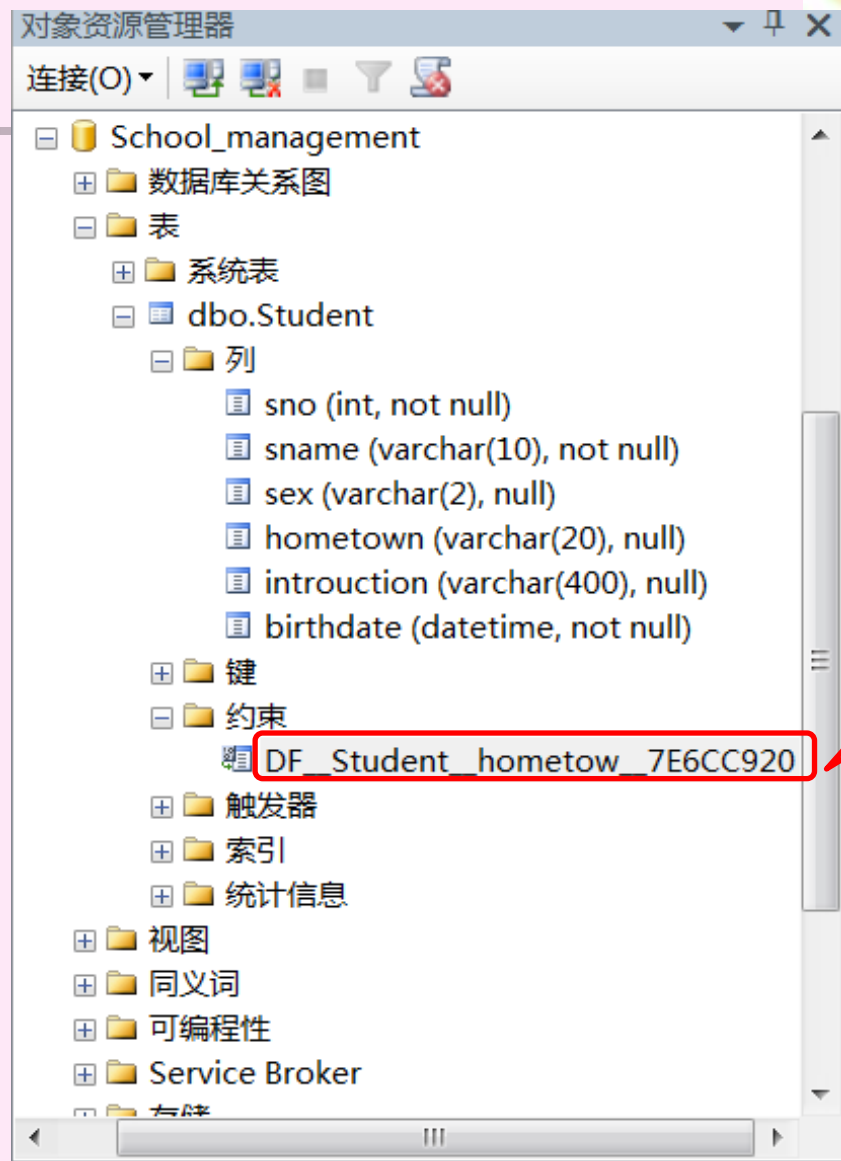 对象资源管理器
连接(O)
School_management
数据库关系图
表
系统表
dbo.Student
列
sno (int, not null)
sname (varchar(10), not null)
sex (varchar(2), null)
hometown (varchar(20), null)
introuction (varchar(400), null)
birthdate (datetime, not null)
键
约束
DF__Student__hometow__7E6CC920
触发器
索引
统计信息
视图
同义词
可编程性
Service Broker
存储